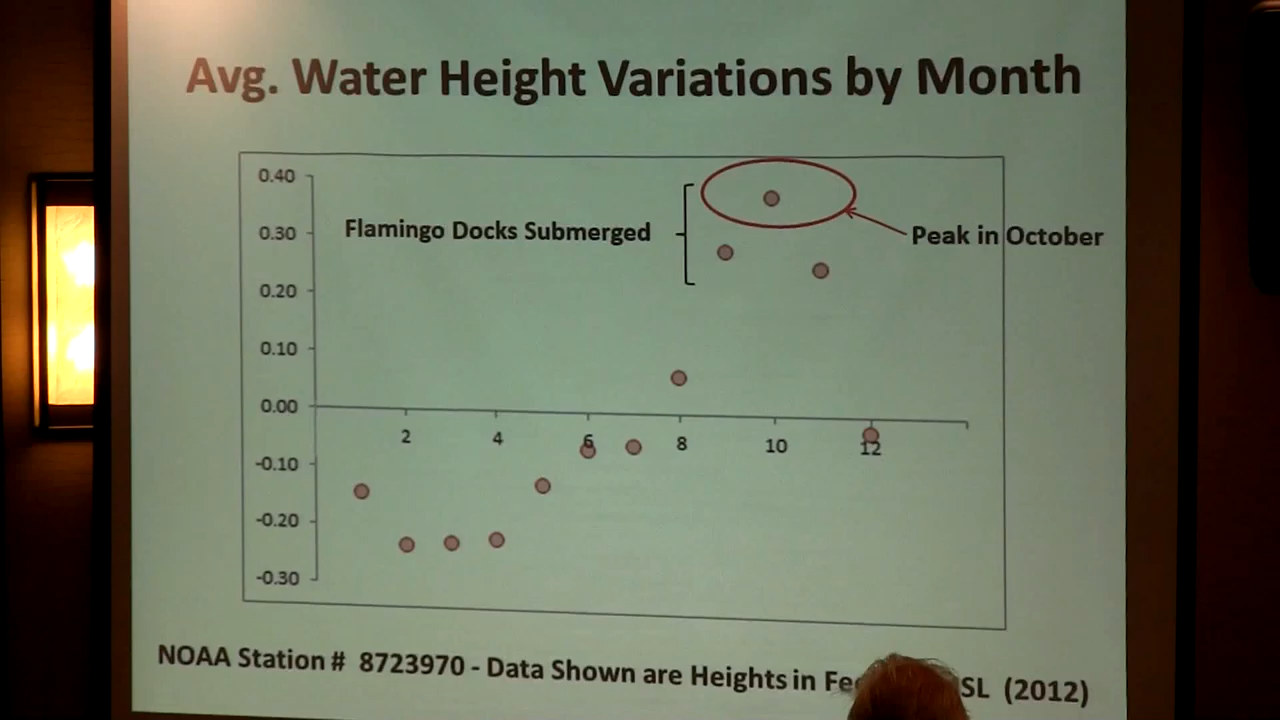 Avg. Water Height Variations by Month
0.40
0.30
0.20
0.10
0.00
-0.10
-0.20
-0.30
Flamingo Docks Submerged
Peak in October
2 4 6 8 10 12
NOAA Station # 8723970 - Data Shown are Heights in SL (2012)